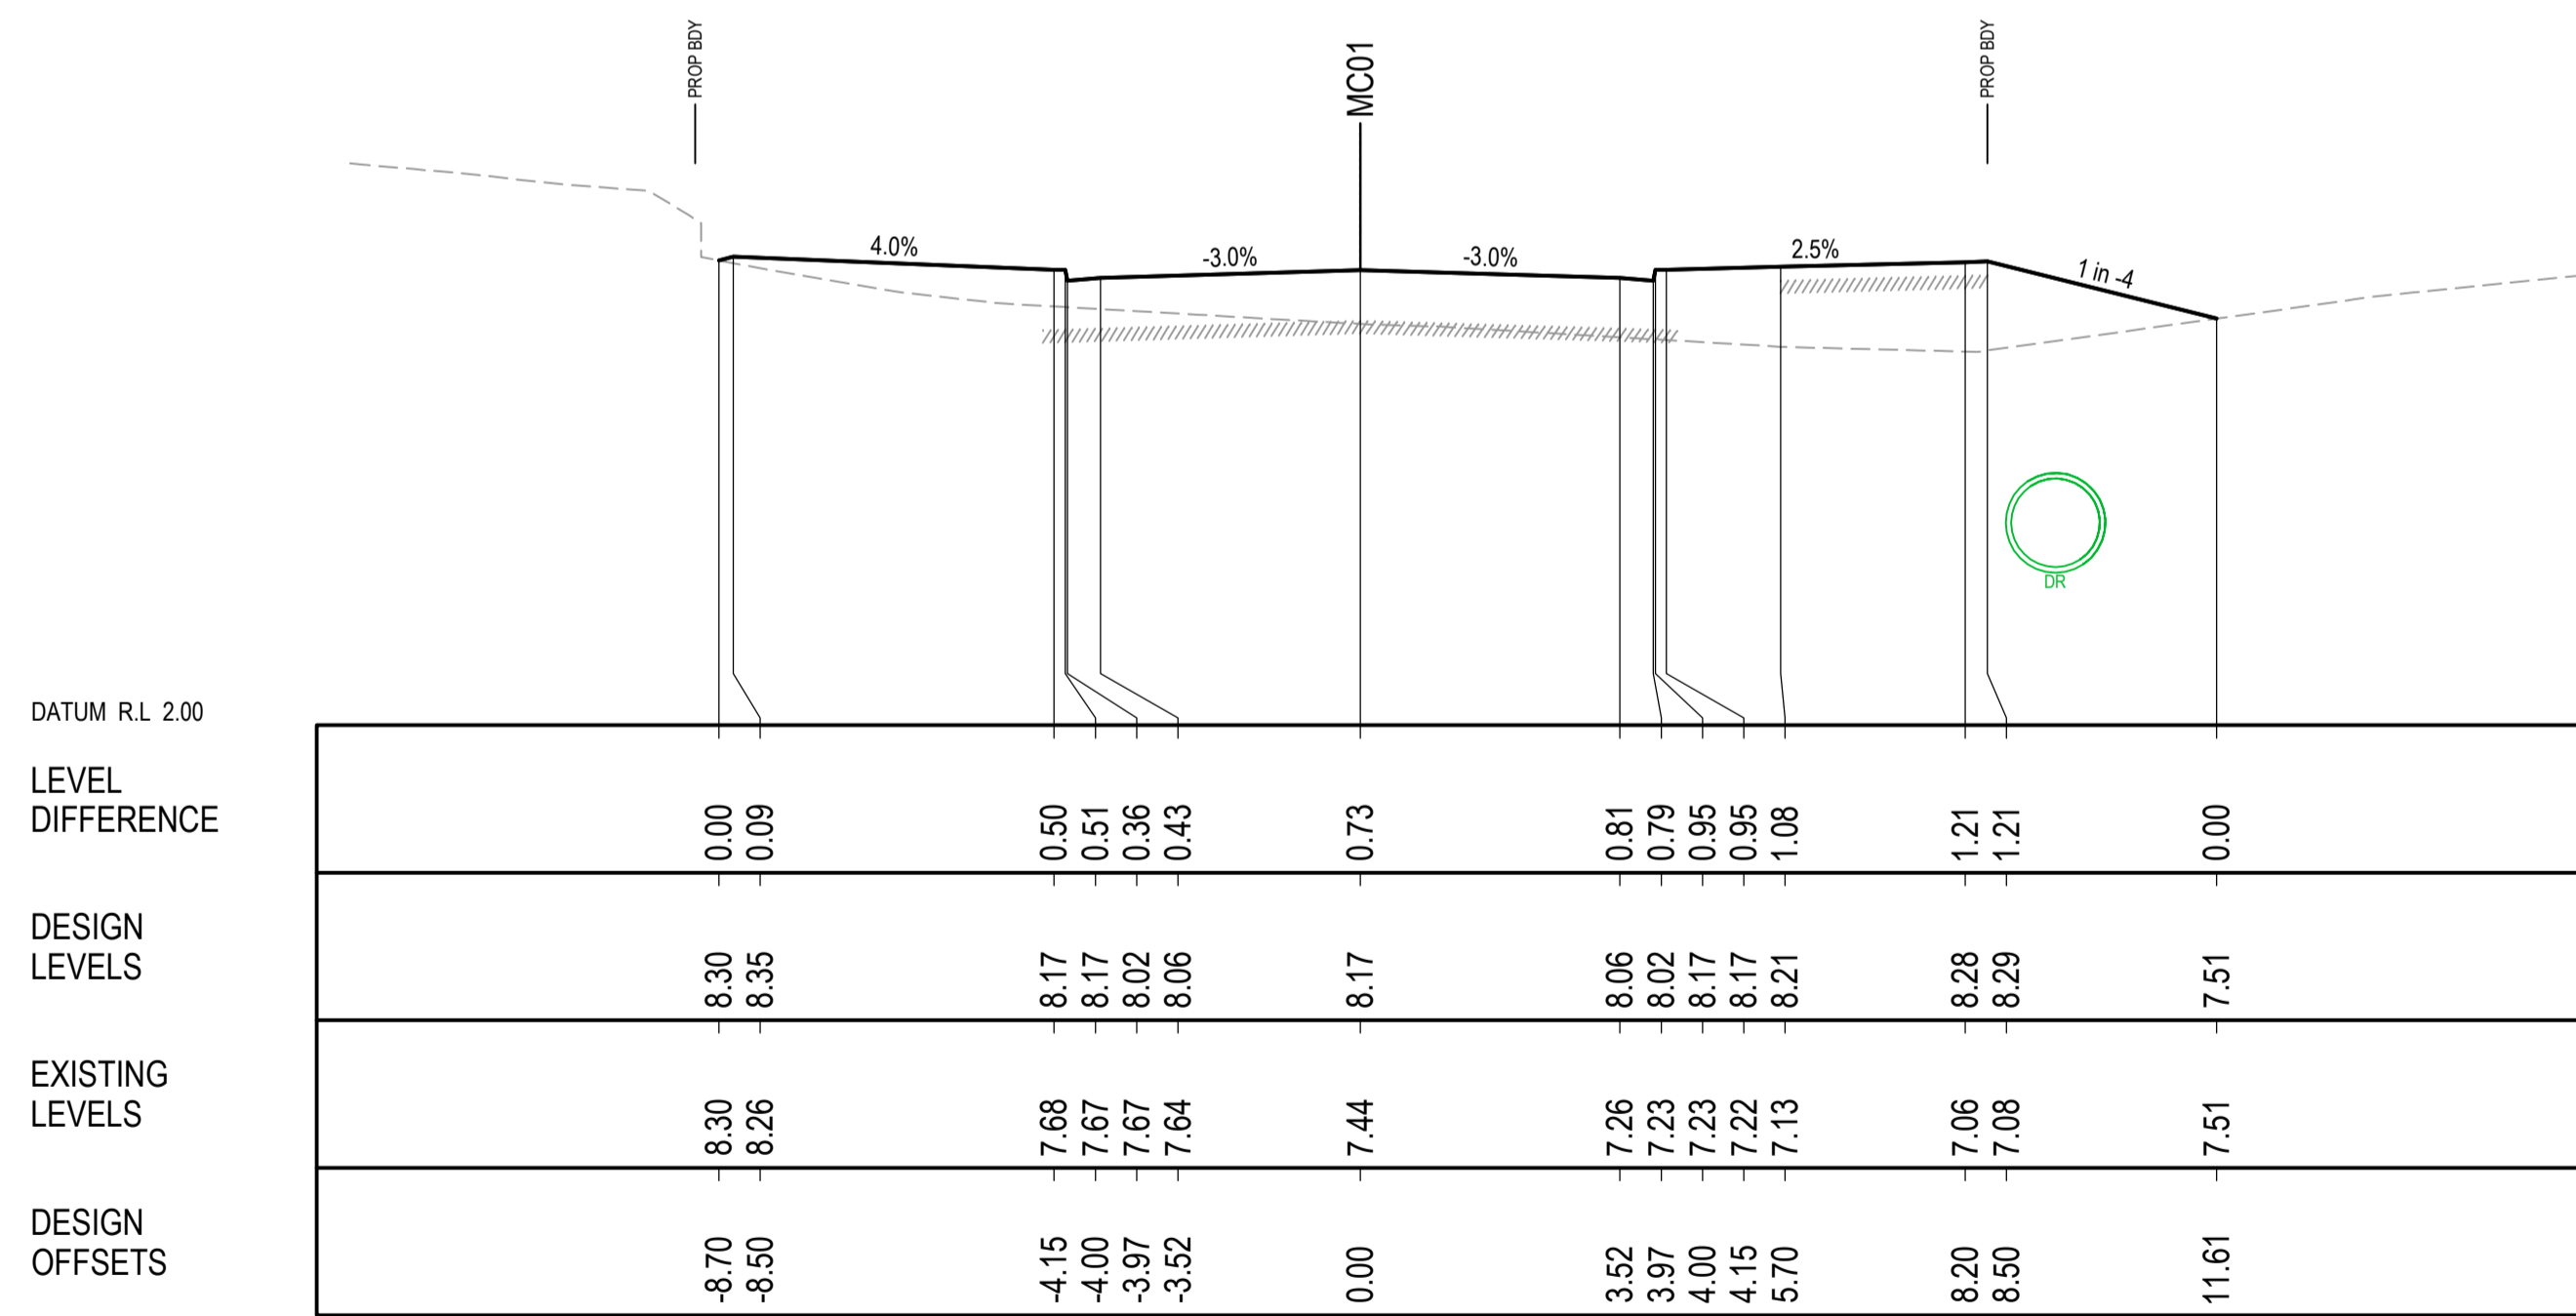 PROP BDY
MC01
PROP BDY
4.0%
-3.0%
-3.0%
2.5%
1 in -4
DR
DATUM R.L 2.00
LEVEL
DIFFERENCE
0.00 0.09 0.50 0.51 0.36 0.43 0.73 0.81 0.79 0.95 0.95 1.08 1.21 1.21 0.00
DESIGN
LEVELS
8.30 8.35 8.17 8.17 8.02 8.06 8.17 8.06 8.02 8.17 8.17 8.21 8.28 8.29 7.51
EXISTING
LEVELS
8.30 8.26 7.68 7.67 7.67 7.64 7.44 7.26 7.23 7.23 7.22 7.13 7.06 7.08 7.51
DESIGN
OFFSETS
-8.70 -8.50 -4.15 -4.00 -3.97 -3.52 0.00 3.52 3.97 4.00 4.15 5.70 8.20 8.50 11.61